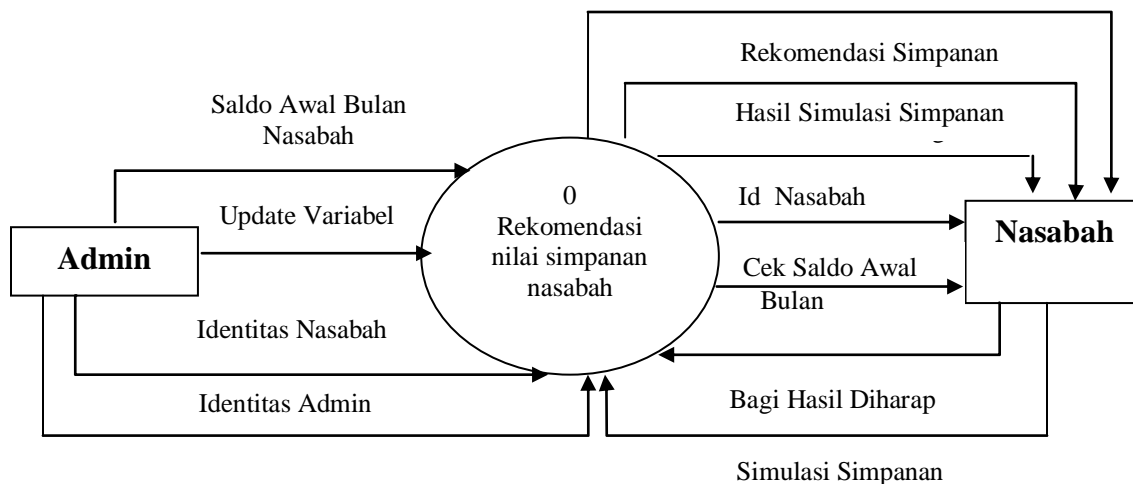 Rekomendasi Simpanan
Saldo Awal Bulan
Nasabah
Hasil Simulasi Simpanan
0
Rekomendasi
nilai simpanan
nasabah
Update Variabel
Id Nasabah
Admin
Nasabah
Cek Saldo Awal
Bulan
Identitas Nasabah
Identitas Admin
Bagi Hasil Diharap
Simulasi Simpanan